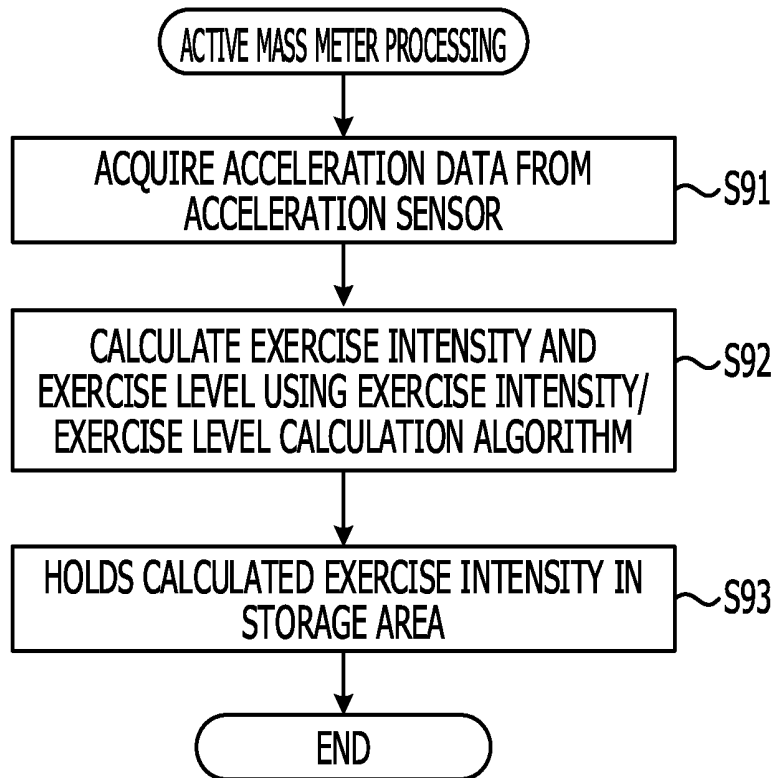 ACTIVE MASS METER PROCESSING
ACQUIRE ACCELERATION DATA FROM
ACCELERATION SENSOR
S91
CALCULATE EXERCISE INTENSITY AND
EXERCISE LEVEL USING EXERCISE INTENSITY/
EXERCISE LEVEL CALCULATION ALGORITHM
S92
HOLDS CALCULATED EXERCISE INTENSITY IN
STORAGE AREA
S93
END